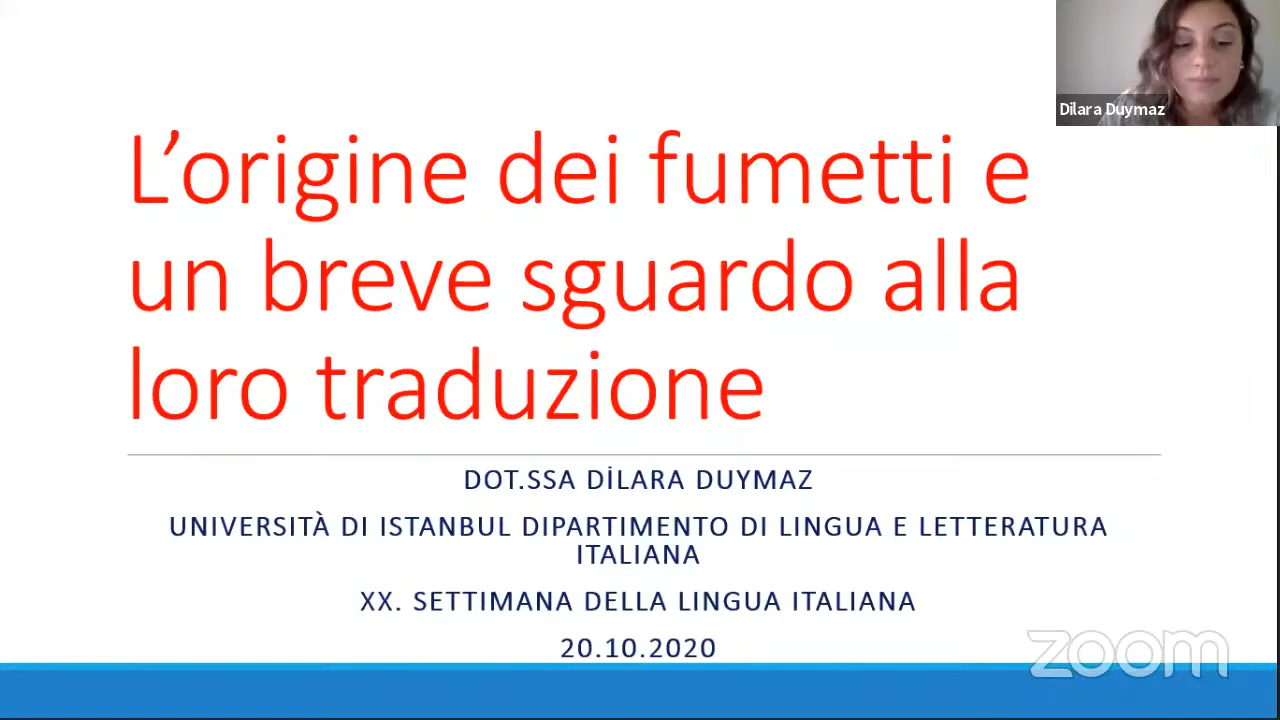 Dilara Duymaz
L’origine dei fumetti e
un breve sguardo alla
loro traduzione
DOT.SSA DİLARA DUYMAZ
UNIVERSITÀ DI ISTANBUL DIPARTIMENTO DI LINGUA E LETTERATURA
ITALIANA
XX. SETTIMANA DELLA LINGUA ITALIANA
20.10.2020
zoom